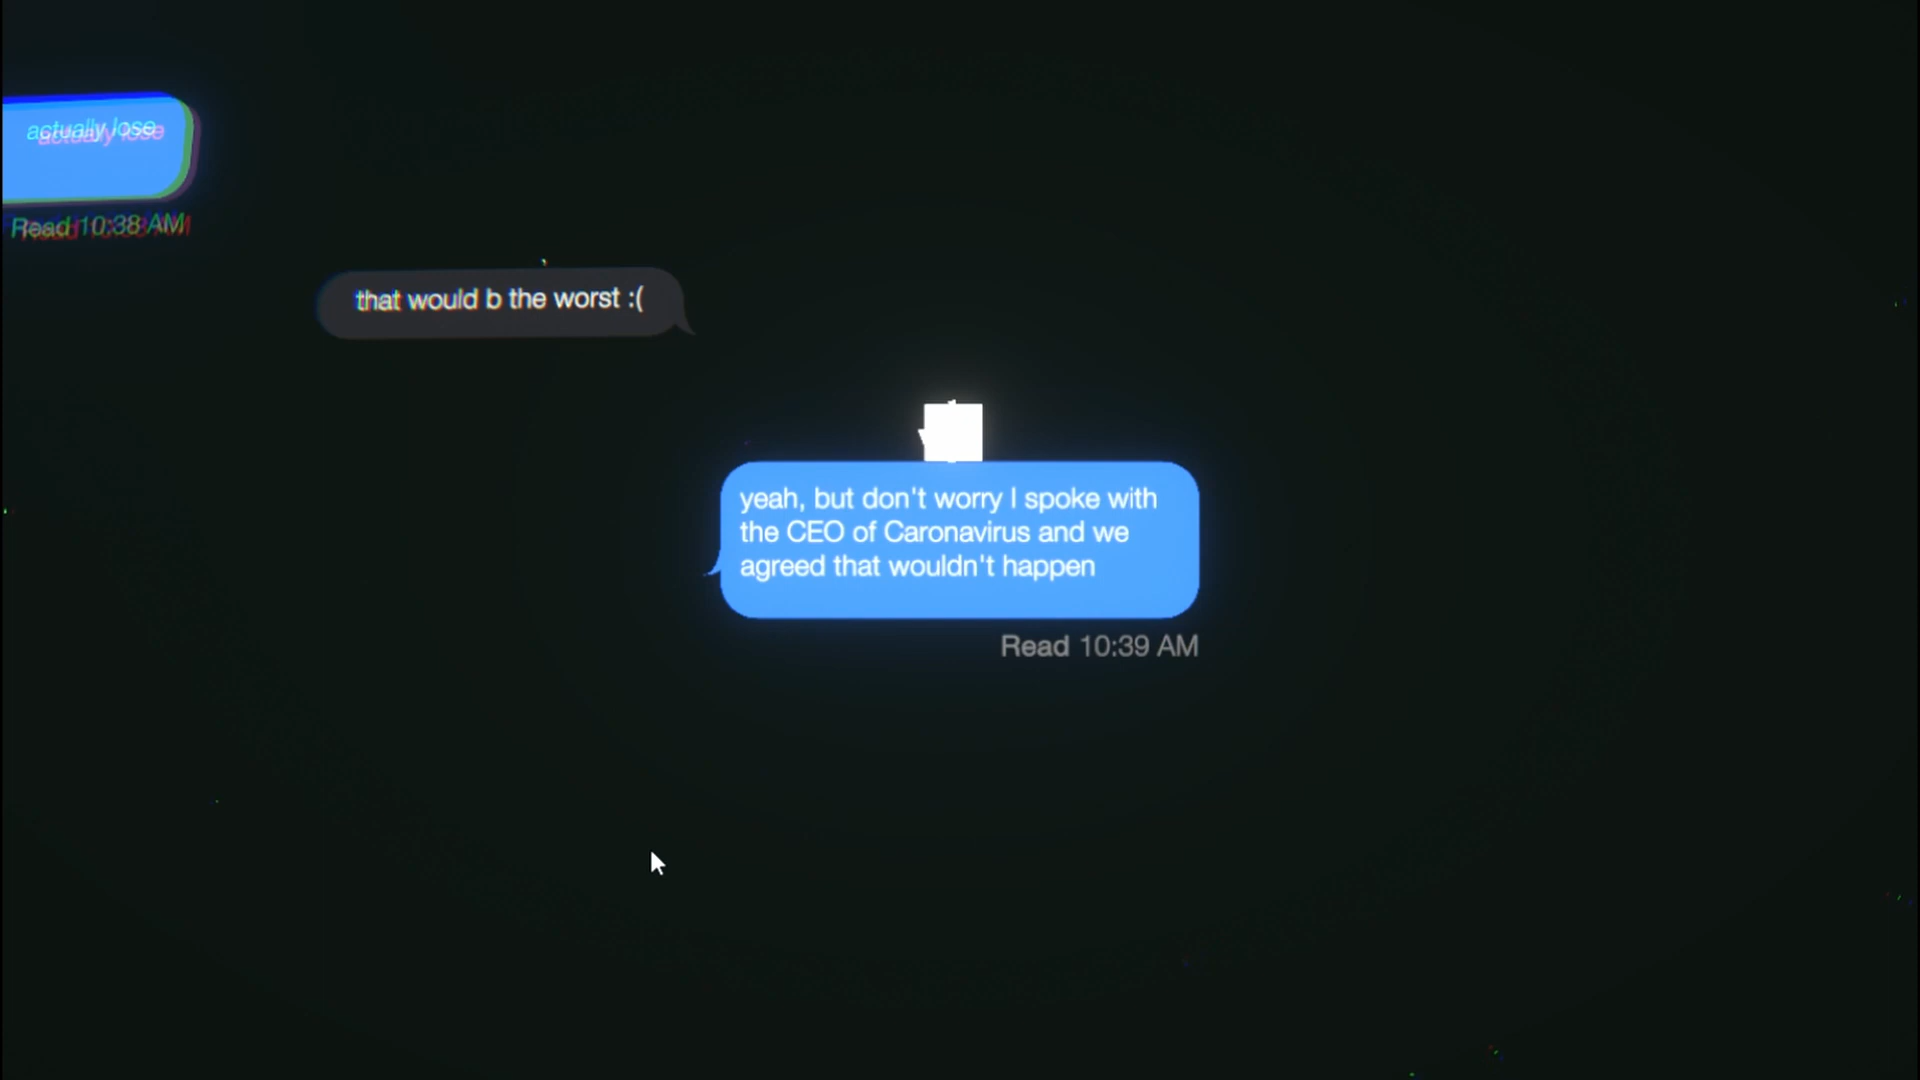 actually lose
Read 10:38 AM
that would b the worst :(
yeah, but don't worry I spoke with
the CEO of Caronavirus and we
agreed that wouldn't happen
Read 10:39 AM